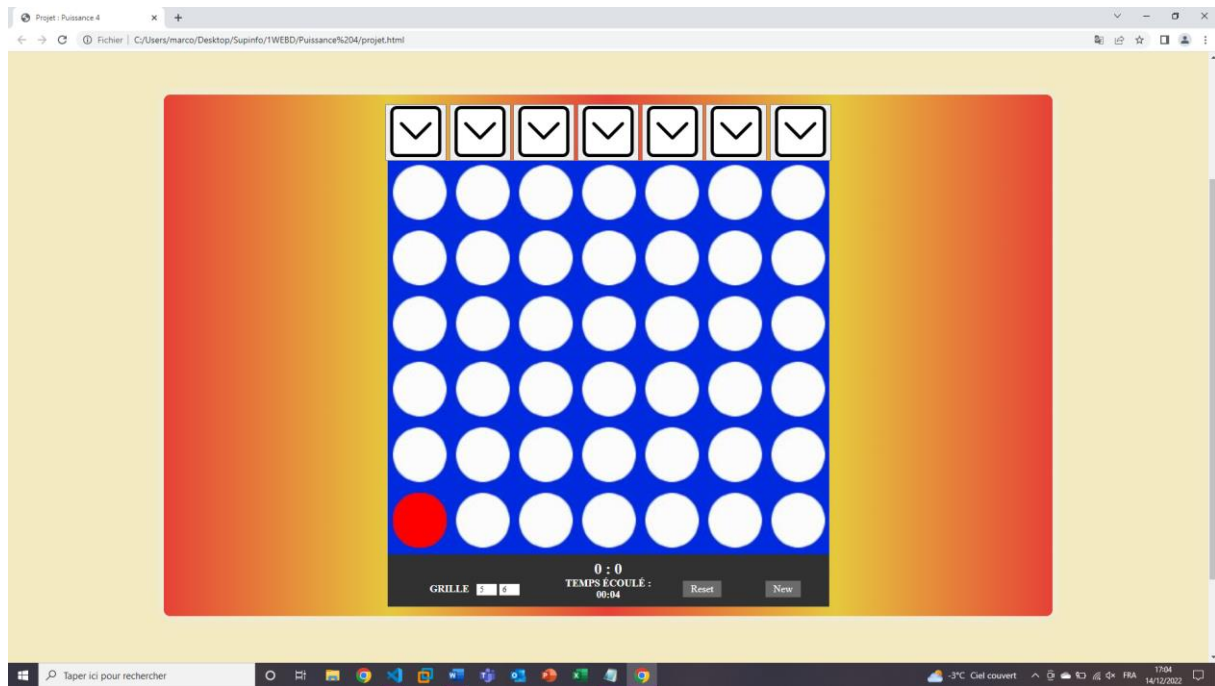 Projet : Puissance 4
Fichier | C:/Users/marco/Desktop/Supinfo/1WEBD/Puissance%204/projet.html
0 : 0
GRILLE 5 6
TEMPS ÉCOULÉ :
00:04
Reset
New
Taper ici pour rechercher
-3°C Ciel couvert
FRA
17:04
14/12/2022